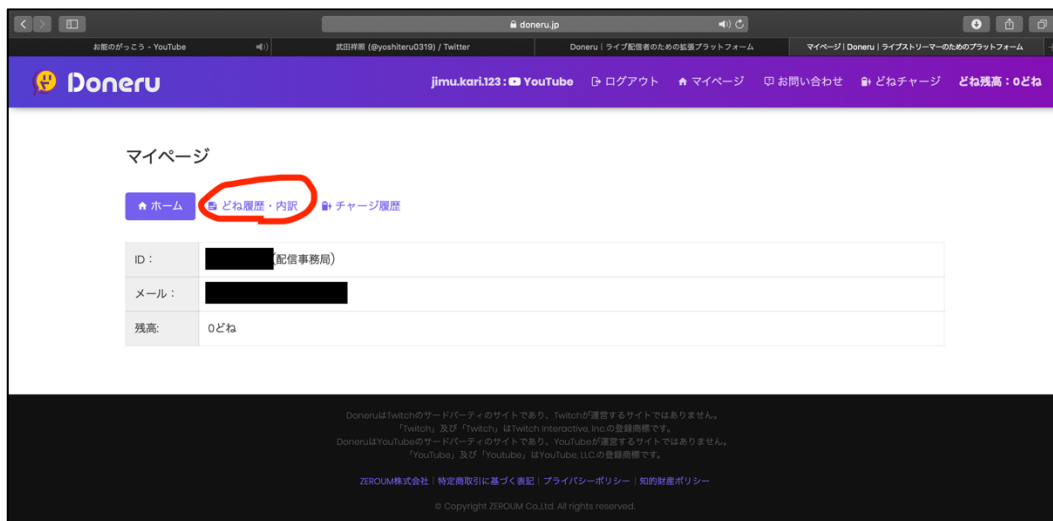 doneru.jp
お能のがっこう - YouTube
武田祥照 (@yoshiteru0319) / Twitter
Doneru | ライブ配信者のための拡張プラットフォーム
マイページ | Doneru | ライブストリーマーのためのプラットフォーム
Doneru
jimu.kari.123 : YouTube ログアウト マイページ お問い合わせ どねチャージ どね残高：0どね
マイページ
ホーム どね履歴・内訳 チャージ履歴
ID： (配信事務局)
メール：
残高: 0どね
DoneruはTwitchのサードパーティのサイトであり、Twitchが運営するサイトではありません。
「Twitch」及び「Twitch」はTwitch Interactive, Inc.の登録商標です。
DoneruはYouTubeのサードパーティのサイトであり、YouTubeが運営するサイトではありません。
「YouTube」及び「Youtube」はYouTube, LLC.の登録商標です。
ZEROUM株式会社 | 特定商取引に基づく表記 | プライバシーポリシー | 知的財産ポリシー
© Copyright ZEROUM Co.,Ltd. All rights reserved.